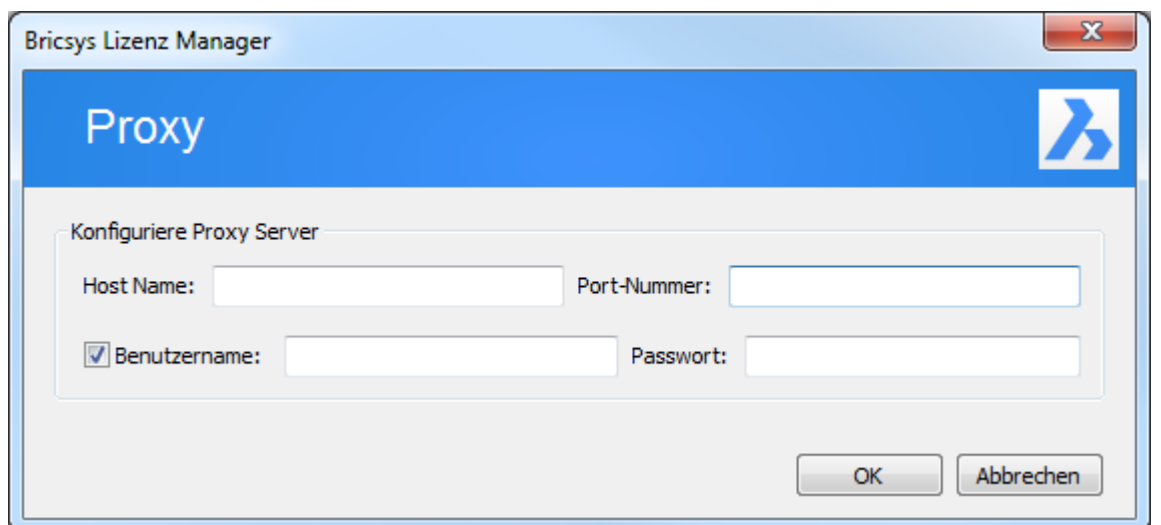 Bricsys Lizenz Manager
Proxy
Konfiguriere Proxy Server
Host Name: Port-Nummer:
Benutzername: Passwort:
OK Abbrechen